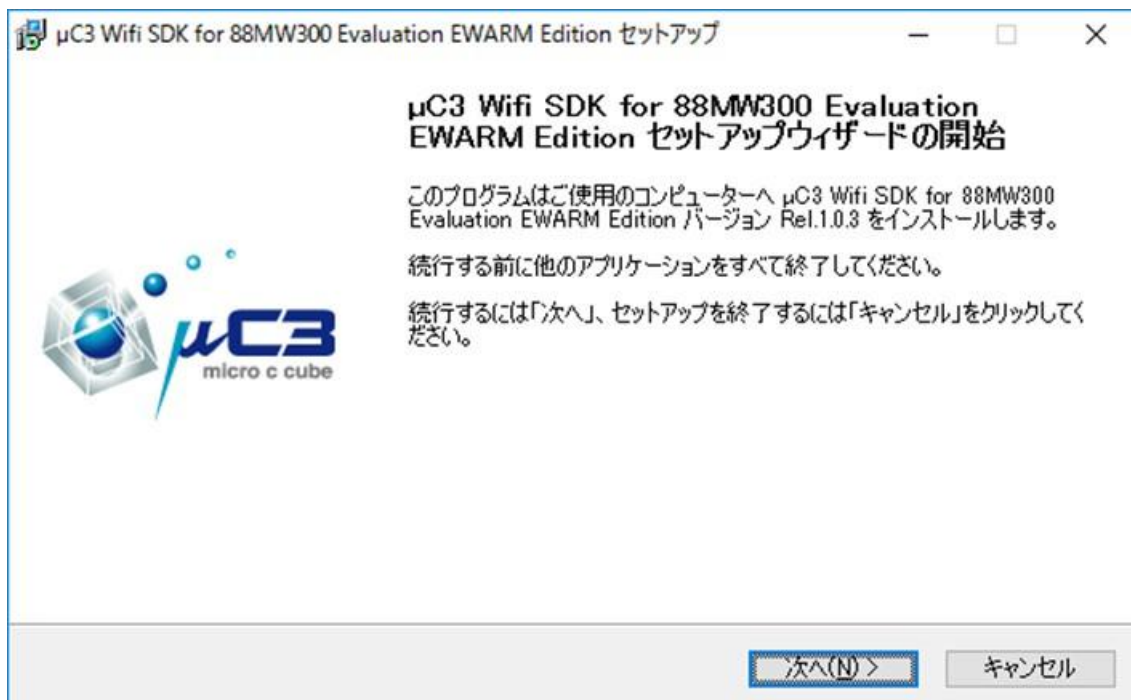 μC3 Wifi SDK for 88MW300 Evaluation EWARM Edition セットアップ
μC3 Wifi SDK for 88MW300 Evaluation
EWARM Edition セットアップウィザードの開始
このプログラムはご使用のコンピューターへ μC3 Wifi SDK for 88MW300
Evaluation EWARM Edition バージョン Rel.1.0.3 をインストールします。
続行する前に他のアプリケーションをすべて終了してください。
続行するには「次へ」、セットアップを終了するには「キャンセル」をクリックしてく
ださい。
μC3
micro c cube
次へ(N) >
キャンセル